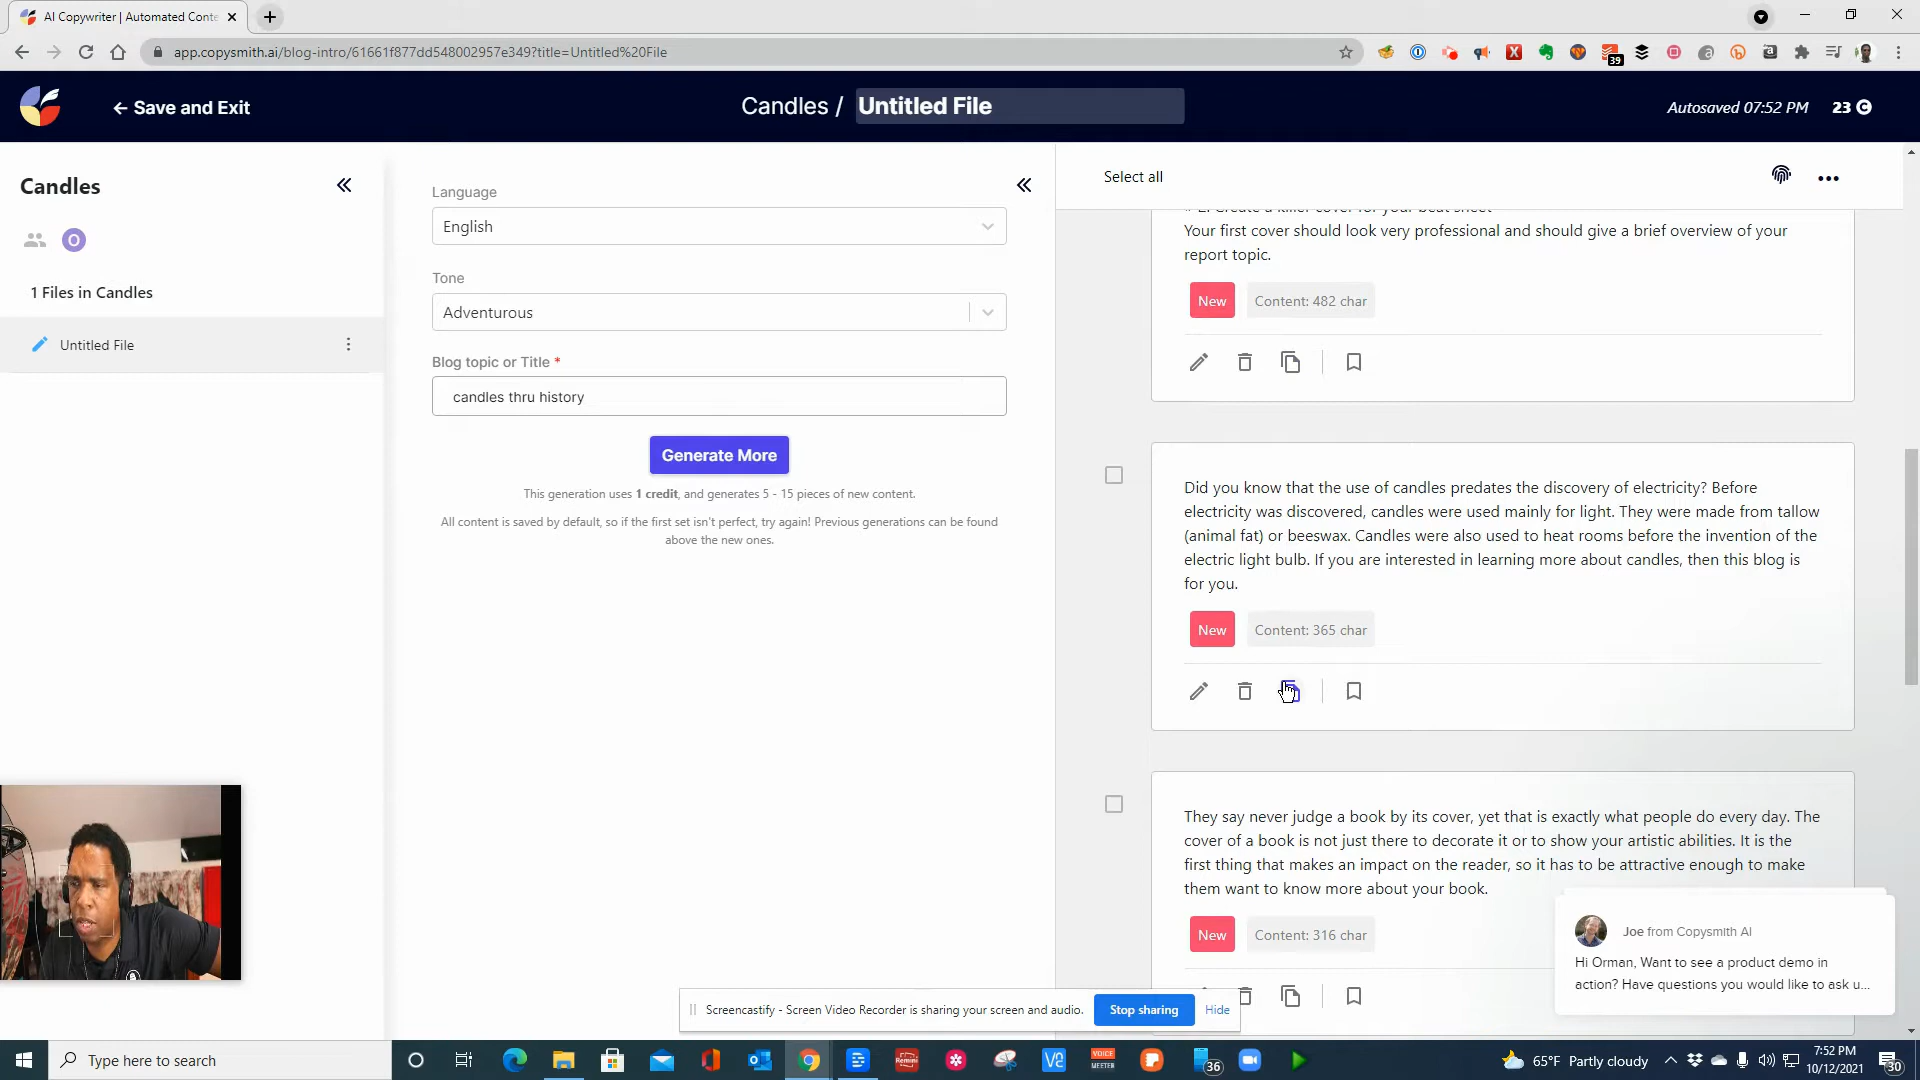 AI Copywriter | Automated Conte
app.copysmith.ai/blog-intro/61661f877dd548002957e349?title=Untitled%20File
39
← Save and Exit
Candles / Untitled File
Autosaved 07:52 PM
23
Candles
O
1 Files in Candles
Untitled File
Language
English
Tone
Adventurous
Blog topic or Title *
candles thru history
Generate More
This generation uses 1 credit, and generates 5 - 15 pieces of new content.
All content is saved by default, so if the first set isn't perfect, try again! Previous generations can be found
above the new ones.
Select all
Your first cover should look very professional and should give a brief overview of your
report topic.
New
Content: 482 char
Did you know that the use of candles predates the discovery of electricity? Before
electricity was discovered, candles were used mainly for light. They were made from tallow
(animal fat) or beeswax. Candles were also used to heat rooms before the invention of the
electric light bulb. If you are interested in learning more about candles, then this blog is
for you.
New
Content: 365 char
They say never judge a book by its cover, yet that is exactly what people do every day. The
cover of a book is not just there to decorate it or to show your artistic abilities. It is the
first thing that makes an impact on the reader, so it has to be attractive enough to make
them want to know more about your book.
New
Content: 316 char
Joe from Copysmith AI
Hi Orman, Want to see a product demo in
action? Have questions you would like to ask u...
Screencastify - Screen Video Recorder is sharing your screen and audio.
Stop sharing
Hide
Type here to search
Remini
VOICE
MEETER
36
65°F Partly cloudy
7:52 PM
10/12/2021
30